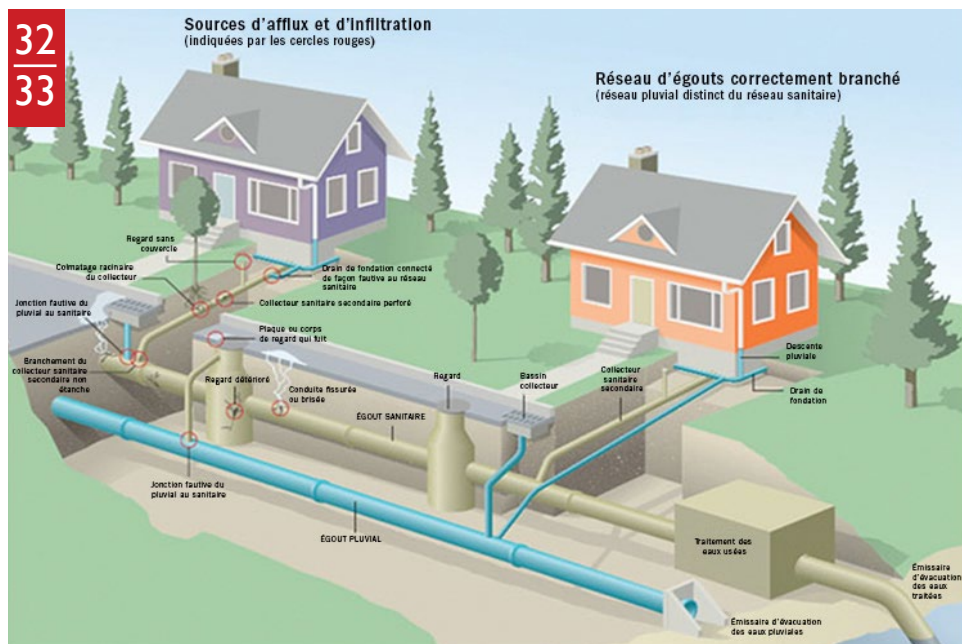 32
33
Sources d'afflux et d'infiltration
(indiquées par les cercles rouges)
Réseau d'égouts correctement branché
(réseau pluvial distinct du réseau sanitaire)
Regard sans
couvercle
Colmatage racinaire
du collecteur
Drain de fondation connecté
de façon fautive au réseau
sanitaire
Jonction fautive du
pluvial au sanitaire
Collecteur sanitaire secondaire perforé
Plaque ou corps
de regard qui fuit
Branchement du
collecteur sanitaire
secondaire non
étanche
Regard détérioré
Conduite fissurée
ou brisée
Regard
Bassin
collecteur
Collecteur
sanitaire
secondaire
Descente
pluviale
Drain de
fondation
ÉGOUT SANITAIRE
Jonction fautive du
pluvial au sanitaire
ÉGOUT PLUVIAL
Traitement des
eaux usées
Émissaire
d'évacuation
des eaux
traitées
Émissaire d'évacuation
des eaux pluviales